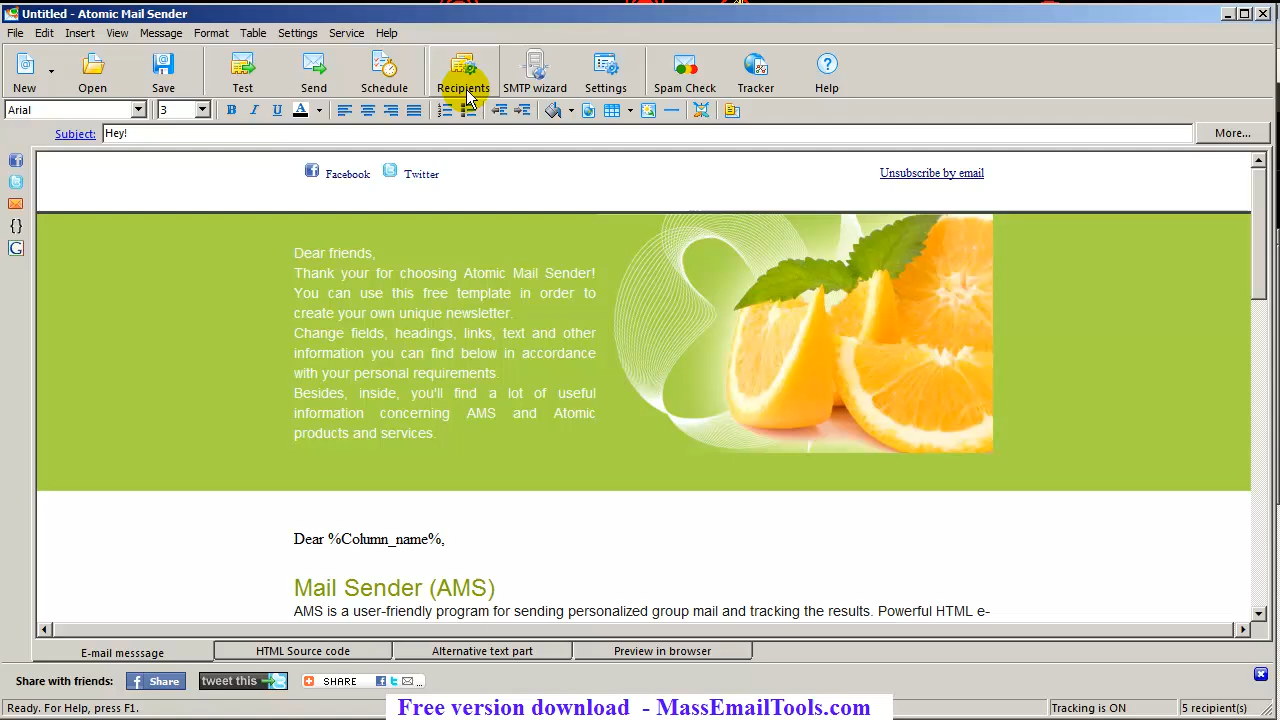 Untitled - Atomic Mail Sender
File Edit Insert View Message Format Table Settings Service Help
New Open Save Test Send Schedule Recipients SMTP wizard Settings Spam Check Tracker Help
Arial 3 B I U A
Subject: Hey! More...
Facebook Twitter Unsubscribe by email
Dear friends,
Thank your for choosing Atomic Mail Sender!
You can use this free template in order to
create your own unique newsletter.
Change fields, headings, links, text and other
information you can find below in accordance
with your personal requirements.
Besides, inside, you'll find a lot of useful
information concerning AMS and Atomic
products and services.
Dear %Column_name%,
Mail Sender (AMS)
AMS is a user-friendly program for sending personalized group mail and tracking the results. Powerful HTML e-
E-mail messsage HTML Source code Alternative text part Preview in browser
Share with friends: f Share tweet this SHARE
Ready. For Help, press F1. Tracking is ON 5 recipient(s)
Free version download - MassEmailTools.com